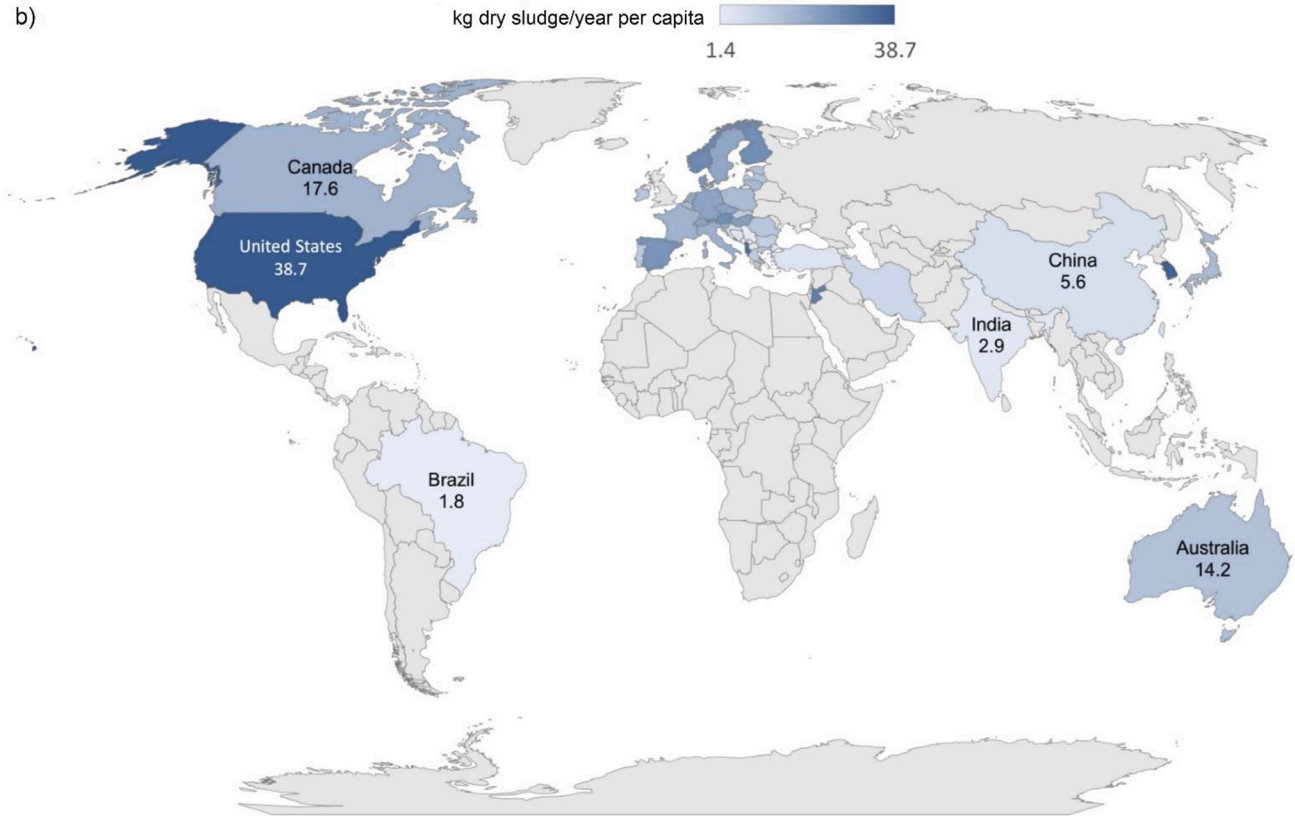 b)
kg dry sludge/year per capita
1.4 38.7
Canada
17.6
United States
38.7
China
5.6
India
2.9
Brazil
1.8
Australia
14.2